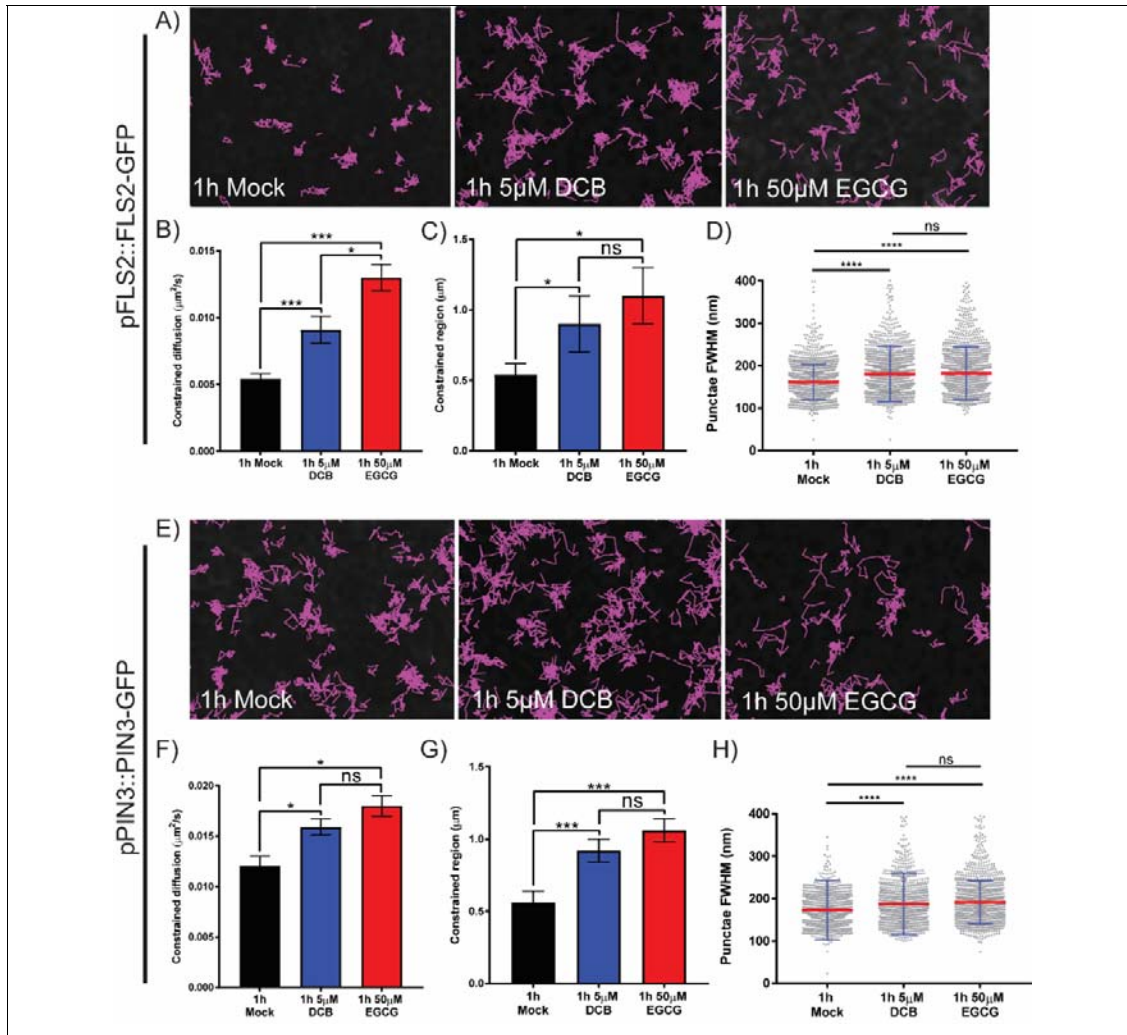 pFLS2::FLS2-GFP
A)
1h Mock
1h 5µM DCB
1h 50µM EGCG
B)
Constrained diffusion (µm²/s)
0.015
0.010
0.005
0.000
***
*
***
1h Mock
1h 5µM
DCB
1h 50µM
EGCG
C)
Constrained region (µm)
1.5
1.0
0.5
0.0
*
ns
*
1h Mock
1h 5µM
DCB
1h 50µM
EGCG
D)
Punctae FWHM (nm)
400
300
200
100
0
ns
****
****
1h
Mock
1h 5µM
DCB
1h 50µM
EGCG
pPIN3::PIN3-GFP
E)
1h Mock
1h 5µM DCB
1h 50µM EGCG
F)
Constrained diffusion (µm²/s)
0.020
0.015
0.010
0.005
0.000
*
ns
*
1h
Mock
1h 5µM
DCB
1h 50µM
EGCG
G)
Constrained region (µm)
1.5
1.0
0.5
0.0
***
ns
***
1h
Mock
1h 5µM
DCB
1h 50µM
EGCG
H)
Punctae FWHM (nm)
400
300
200
100
0
ns
****
****
1h
Mock
1h 5µM
DCB
1h 50µM
EGCG